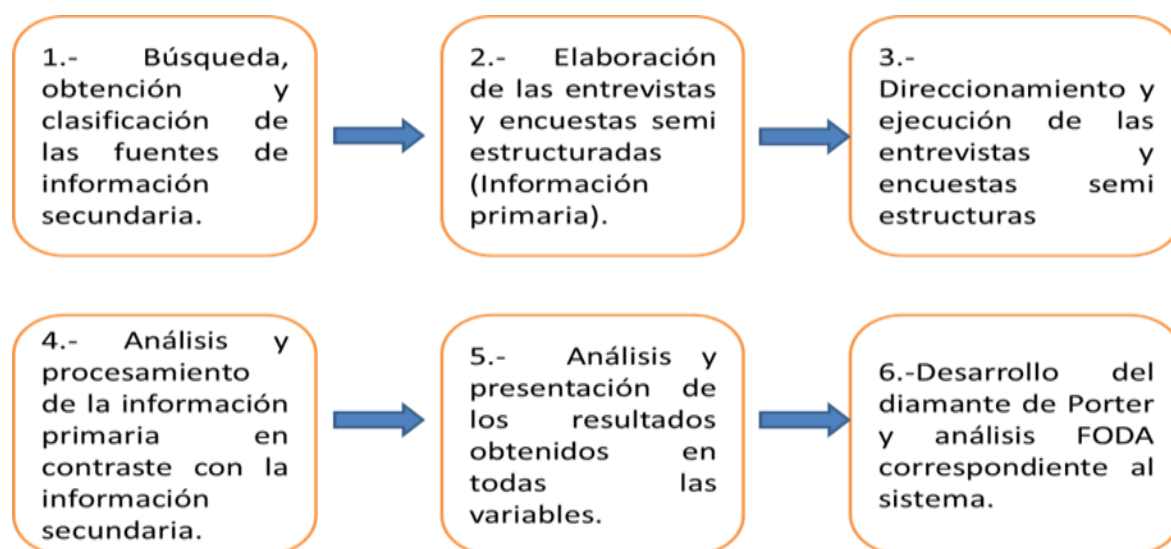 1.- Búsqueda,
obtención y
clasificación de
las fuentes de
información
secundaria.
2.- Elaboración
de las entrevistas
y encuestas semi
estructuradas
(Información
primaria).
3.-
Direccionamiento y
ejecución de las
entrevistas y
encuestas semi
estructuras
4.- Análisis y
procesamiento
de la información
primaria en
contraste con la
información
secundaria.
5.- Análisis y
presentación de
los resultados
obtenidos en
todas las
variables.
6.-Desarrollo del
diamante de Porter
y análisis FODA
correspondiente al
sistema.